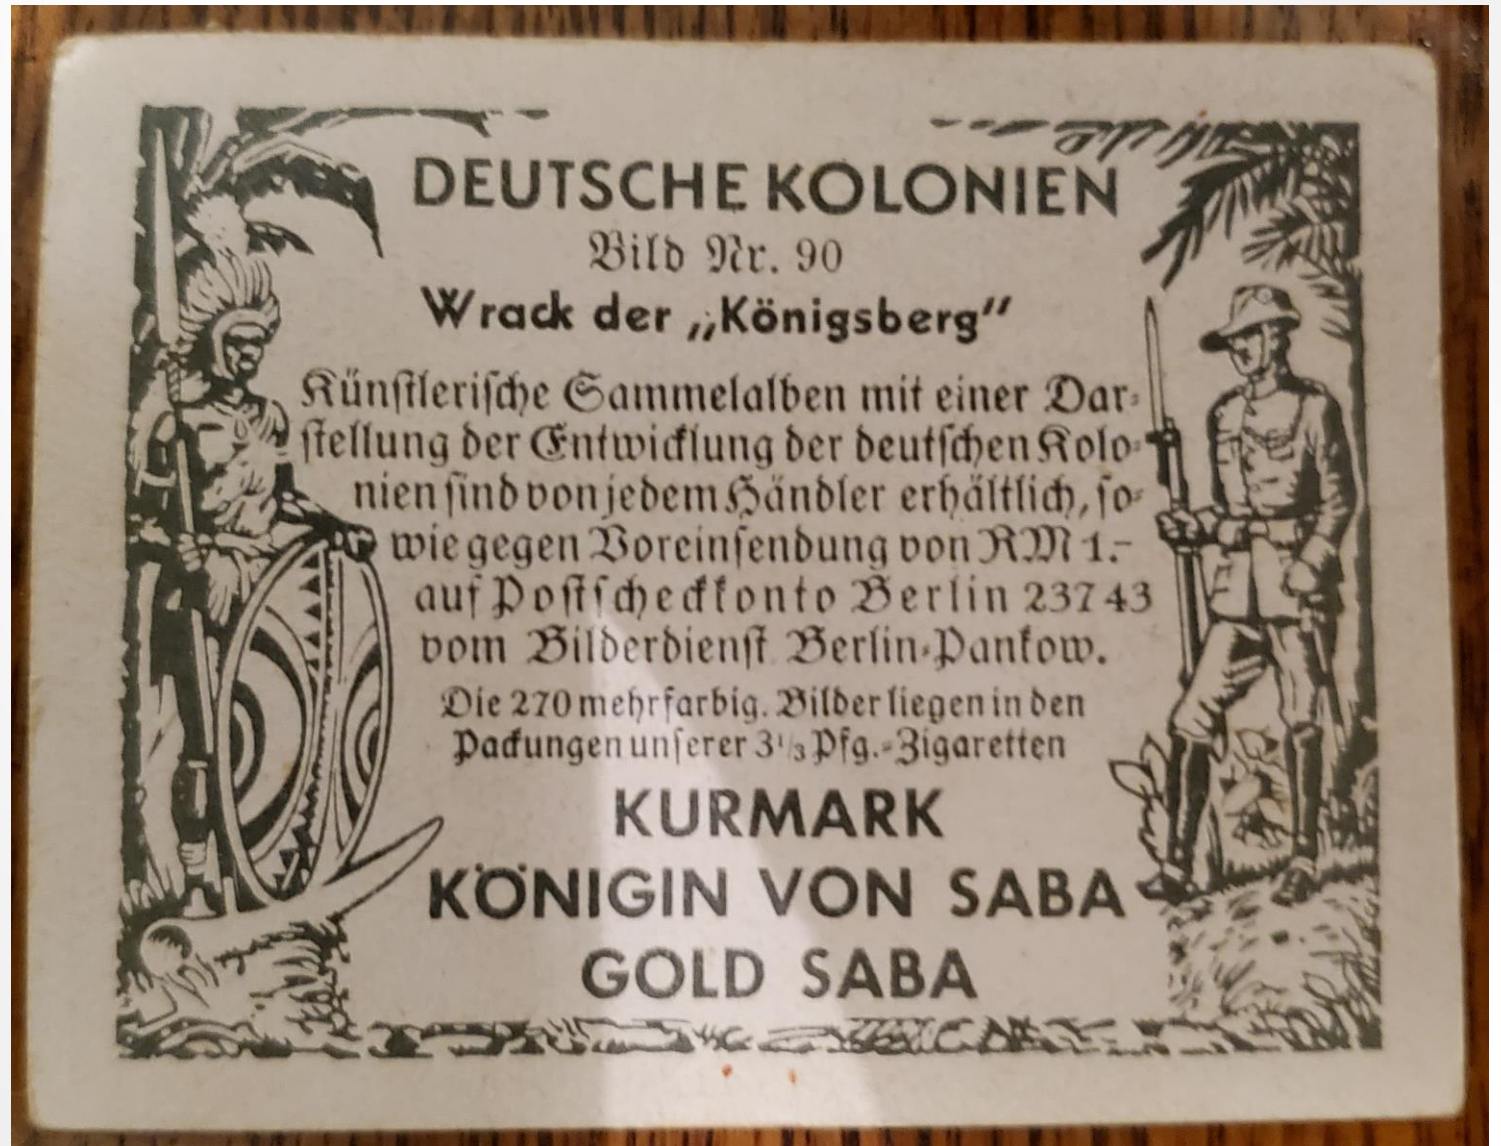 DEUTSCHE KOLONIEN
Bild Nr. 90
Wrack der „Königsberg“
Künſtleriſche Sammelalben mit einer Dar⸗
ſtellung der Entwicklung der deutſchen Kolo⸗
nien ſind von jedem Händler erhältlich, ſo⸗
wie gegen Voreinſendung von RM 1.–
auf Poſtſcheckkonto Berlin 23743
vom Bilderdienſt Berlin⸗Pankow.
Die 270 mehrfarbig. Bilder liegen in den
Packungen unſerer 3 1/3 Pfg.⸗Zigaretten
KURMARK
KÖNIGIN VON SABA
GOLD SABA